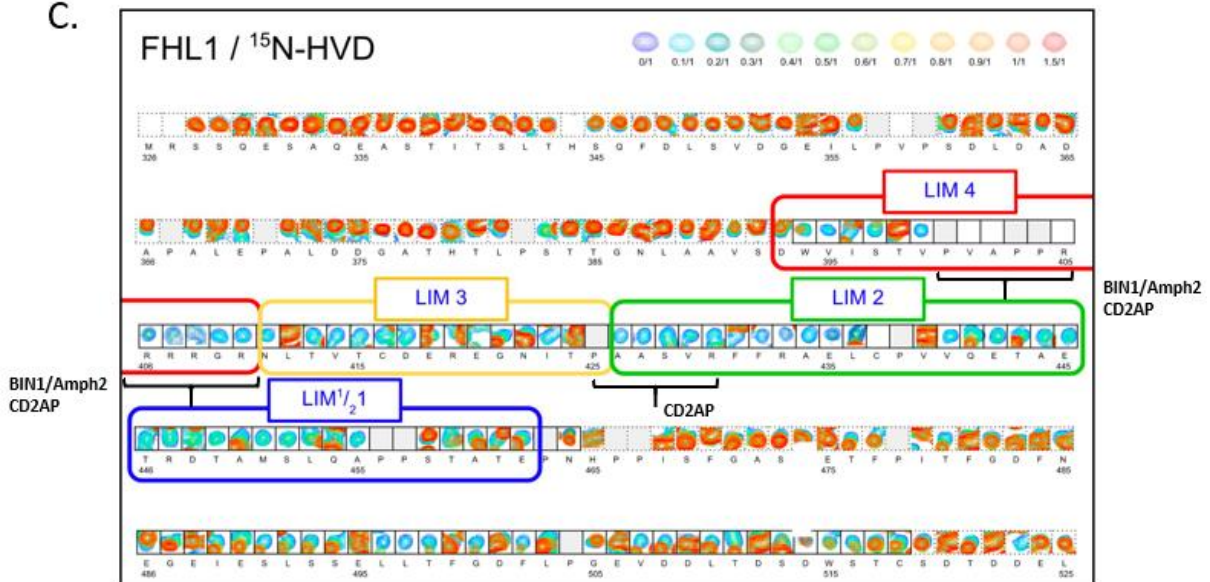 C.
FHL1 / ¹⁵N-HVD
0/1 0.1/1 0.2/1 0.3/1 0.4/1 0.5/1 0.6/1 0.7/1 0.8/1 0.9/1 1/1 1.5/1
M R S S Q E S A Q E A S T I T S L T H S Q F D L S V D G E I L P V P S D L D A D
326 335 345 355 365
LIM 4
A P A L E P A L D D G A T H T L P S T T G N L A A V S D W V I S T V P V A P P R
366 375 385 395 405
BIN1/Amph2
CD2AP
LIM 3
LIM 2
R R R G R N L T V T C D E R E G N I T P A A S V R F F R A E L C P V V Q E T A E
406 415 425 435 445
BIN1/Amph2
CD2AP
LIM¹/₂1
CD2AP
T R D T A M S L Q A P P S T A T E P N H P P I S F G A S E T F P I T F G D F N
446 455 465 475 485
E G E I E S L S S E L L T F G D F L P G E V D D L T D S D W S T C S D T D D E L
486 495 505 515 525